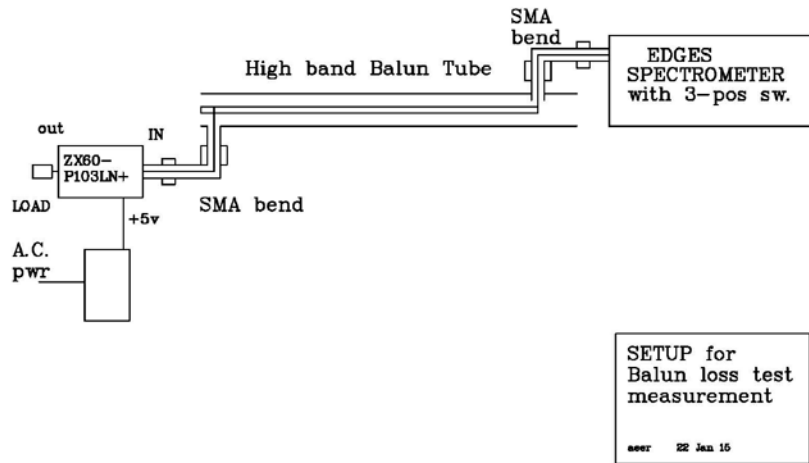 SMA
bend
High band Balun Tube
EDGES
SPECTROMETER
with 3-pos sw.
out
IN
ZX60-
P103LN+
LOAD
SMA bend
+5v
A.C.
pwr
SETUP for
Balun loss test
measurement
aeer 22 Jan 15